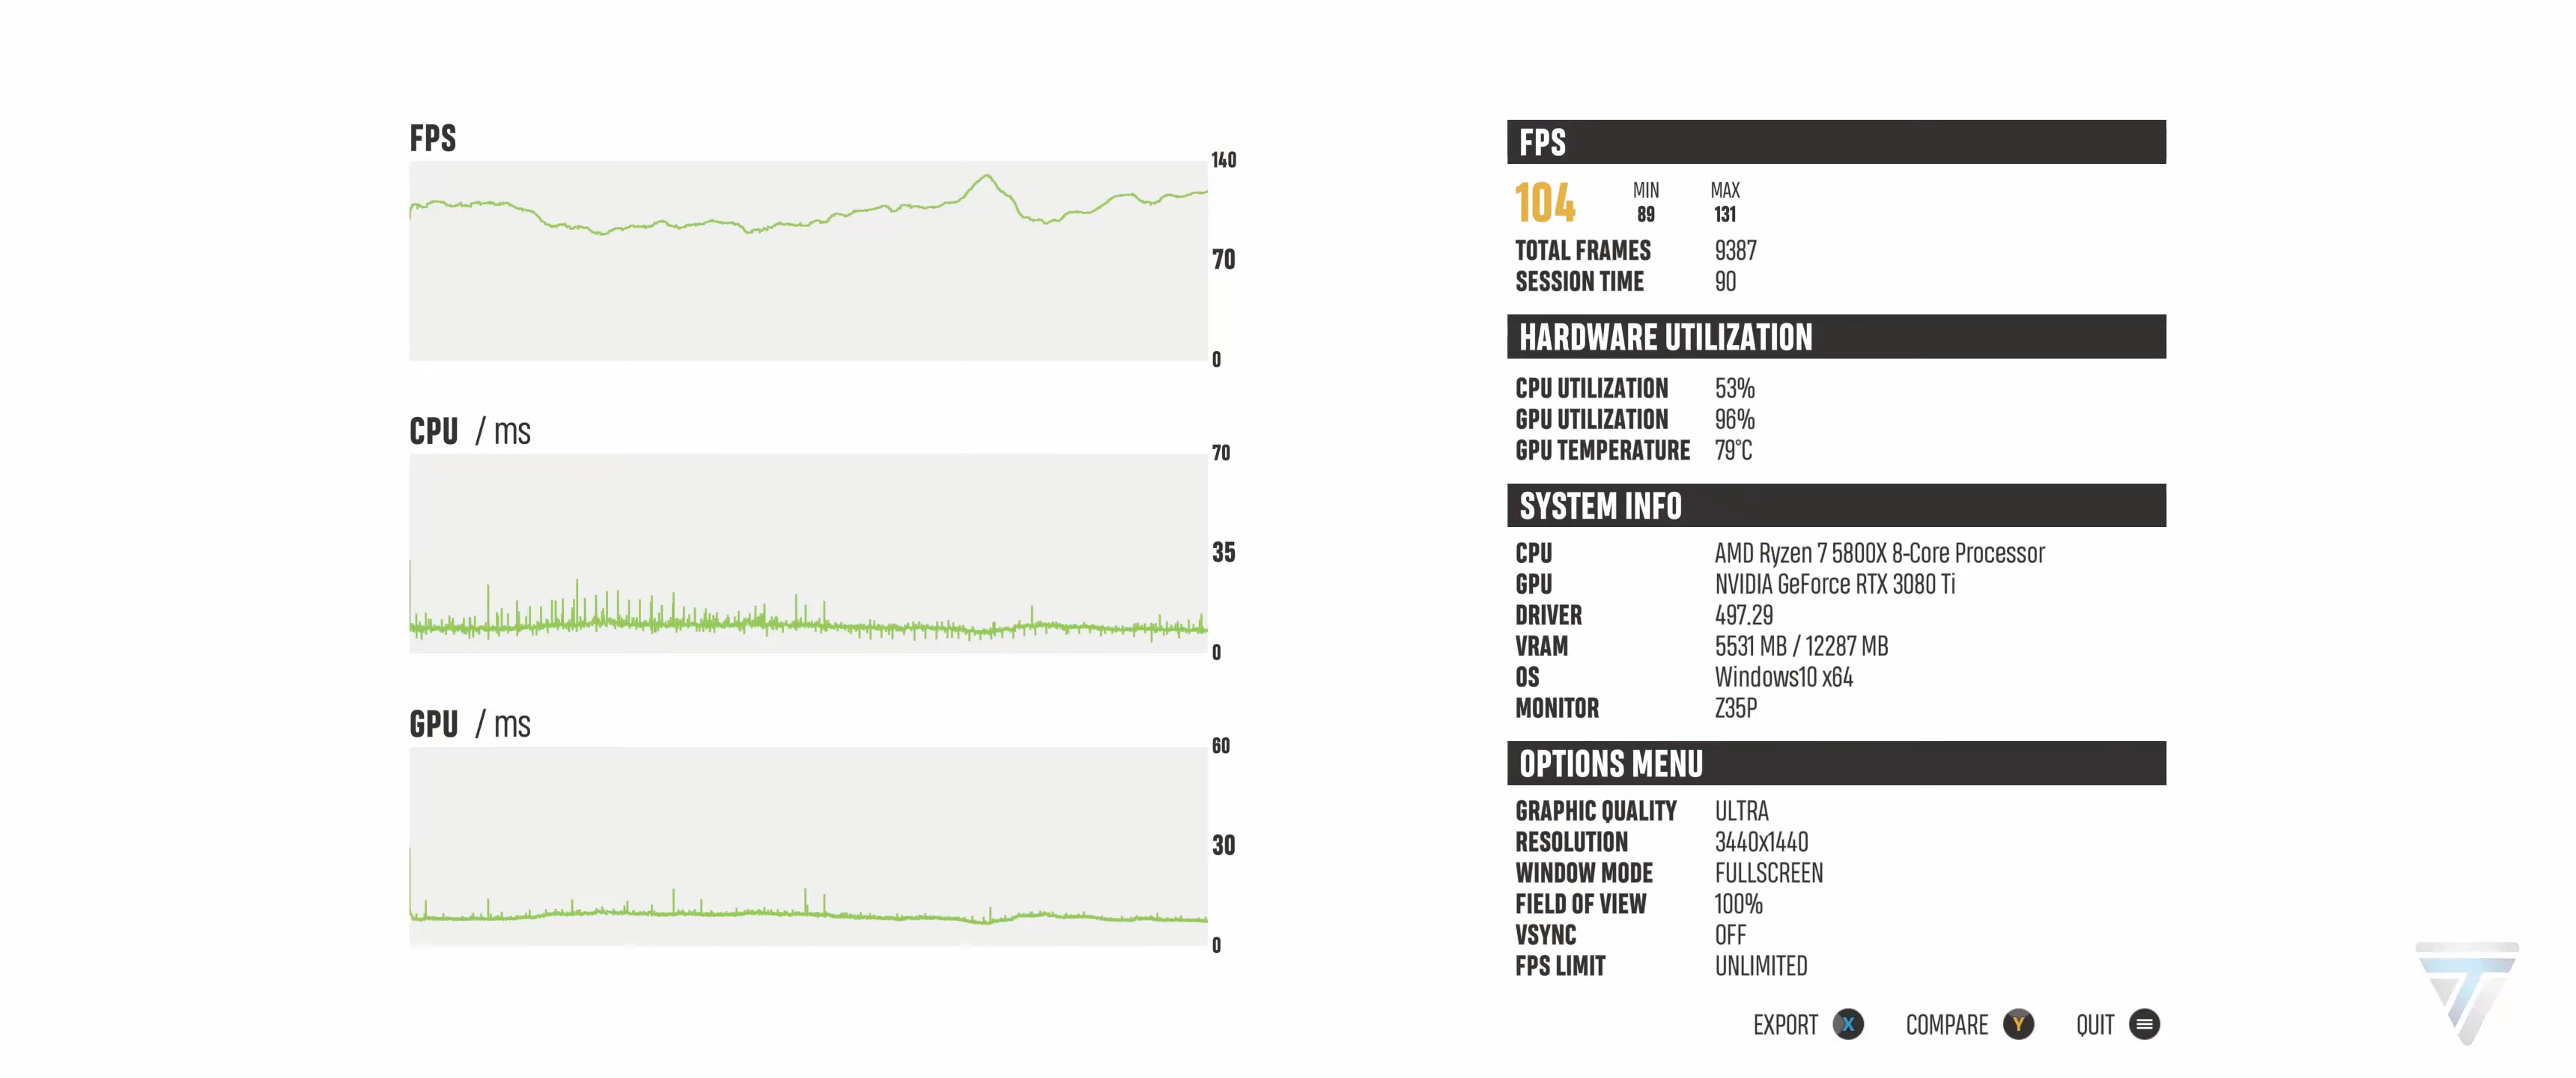 FPS
140
70
0
CPU / ms
70
35
0
GPU / ms
60
30
0
FPS
104 MIN 89 MAX 131
TOTAL FRAMES 9387
SESSION TIME 90
HARDWARE UTILIZATION
CPU UTILIZATION 53%
GPU UTILIZATION 96%
GPU TEMPERATURE 79°C
SYSTEM INFO
CPU AMD Ryzen 7 5800X 8-Core Processor
GPU NVIDIA GeForce RTX 3080 Ti
DRIVER 497.29
VRAM 5531 MB / 12287 MB
OS Windows10 x64
MONITOR Z35P
OPTIONS MENU
GRAPHIC QUALITY ULTRA
RESOLUTION 3440x1440
WINDOW MODE FULLSCREEN
FIELD OF VIEW 100%
VSYNC OFF
FPS LIMIT UNLIMITED
EXPORT X COMPARE Y QUIT